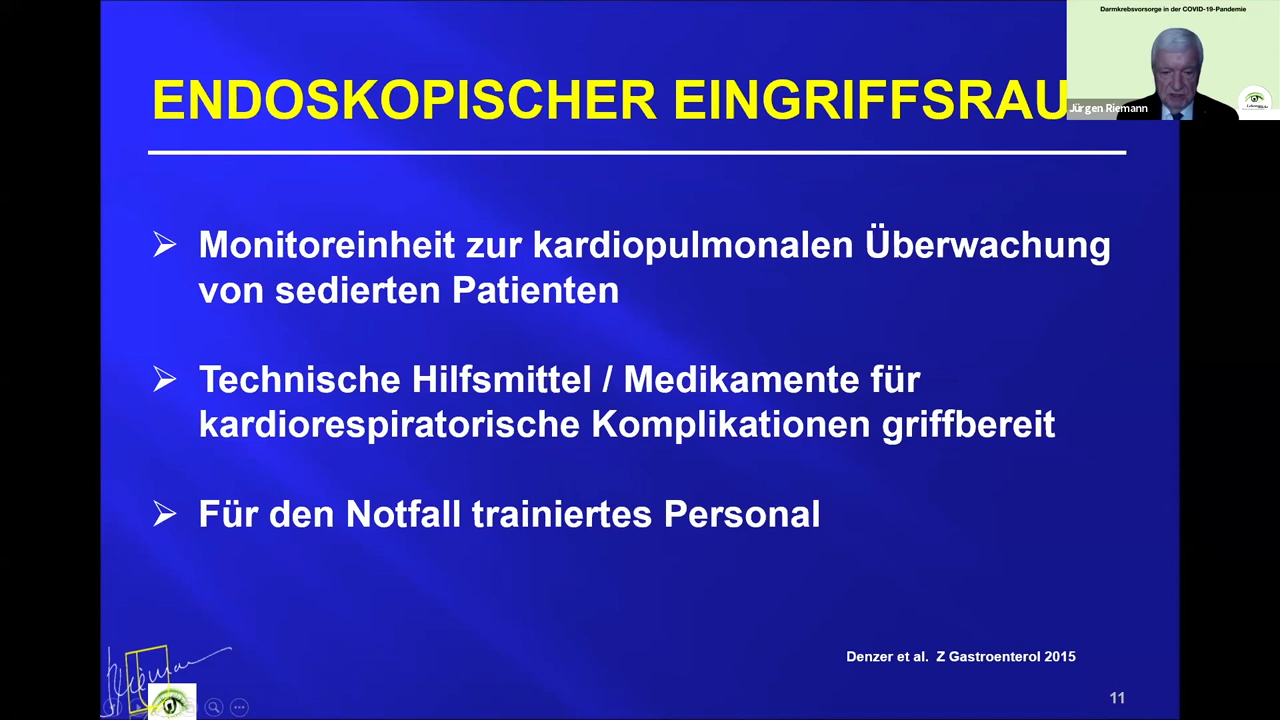 Darmkrebsvorsorge in der COVID-19-Pandemie
Jürgen Riemann
ENDOSKOPISCHER EINGRIFFSRAU
➢ Monitoreinheit zur kardiopulmonalen Überwachung
von sedierten Patienten
➢ Technische Hilfsmittel / Medikamente für
kardiorespiratorische Komplikationen griffbereit
➢ Für den Notfall trainiertes Personal
Denzer et al. Z Gastroenterol 2015
11